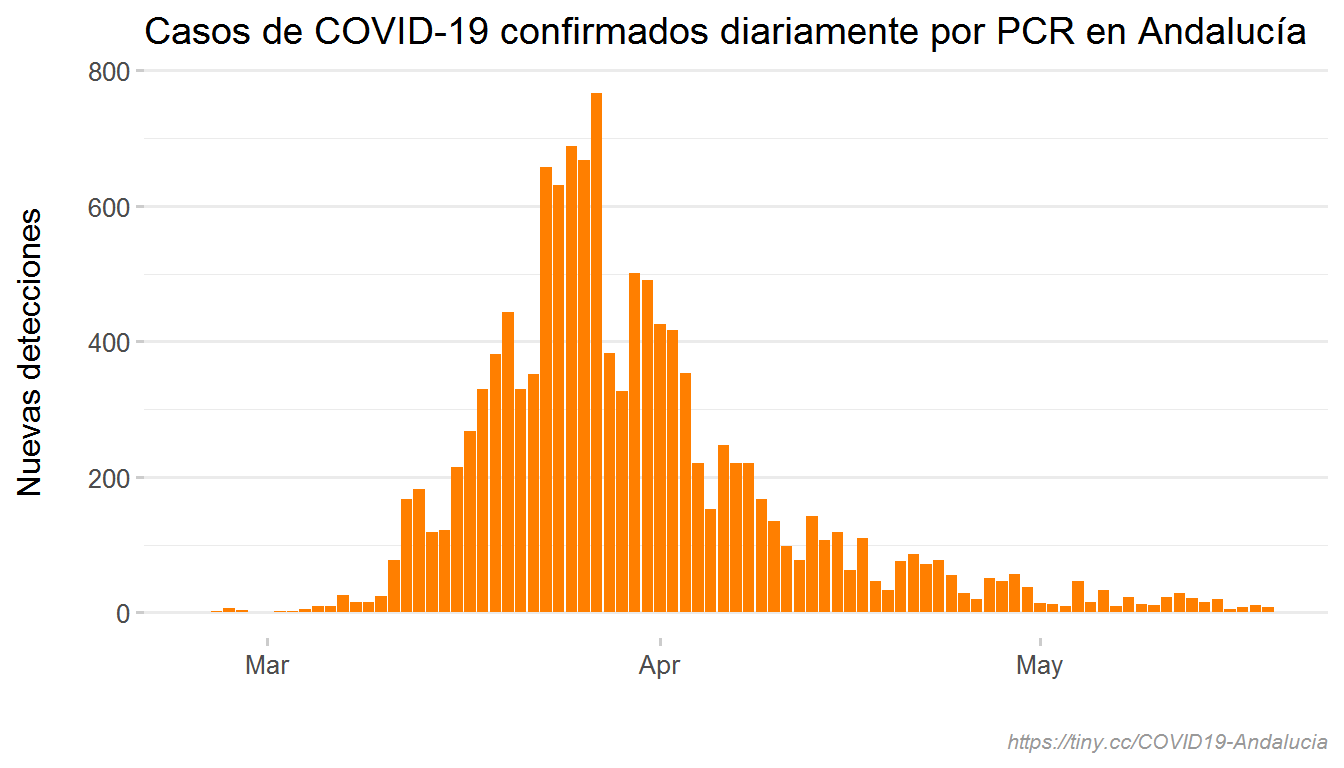 Casos de COVID-19 confirmados diariamente por PCR en Andalucía
800
600
400
200
0
Nuevas detecciones
Mar Apr May
https://tiny.cc/COVID19-Andalucia